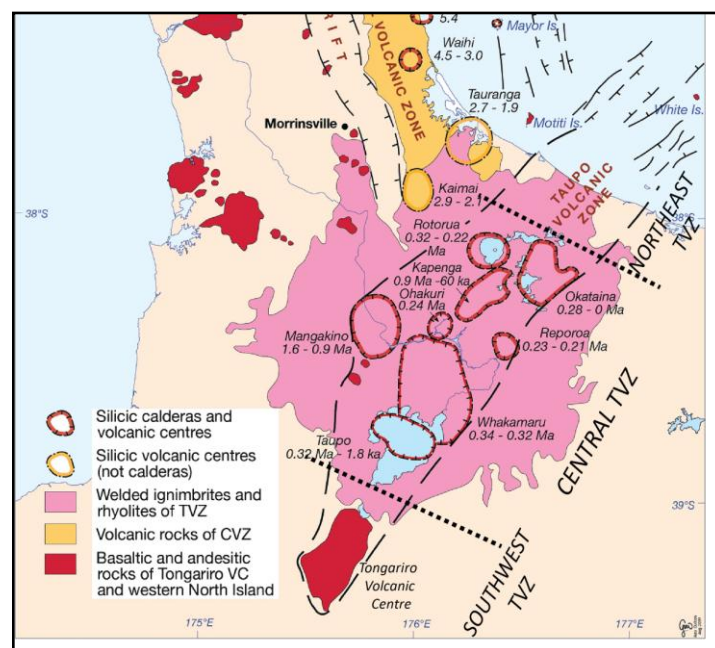 5.4
Mayor Is.
RIFT
VOLCANIC ZONE
Waihi
4.5 - 3.0
Tauranga
2.7 - 1.9
White Is.
Motiti Is.
Morrinsville
TAUPO
VOLCANIC
ZONE
Kaimai
2.9 - 2.1
38°S
38°S
NORTHEAST
TVZ
Rotorua
0.32 - 0.22
Ma
Kapenga
0.9 Ma -60 ka
Ohakuri
0.24 Ma
Okataina
0.28 - 0 Ma
Mangakino
1.6 - 0.9 Ma
Reporoa
0.23 - 0.21 Ma
CENTRAL TVZ
Whakamaru
0.34 - 0.32 Ma
Taupo
0.32 Ma - 1.8 ka
Silicic calderas and
volcanic centres
Silicic volcanic centres
(not calderas)
Welded ignimbrites and
rhyolites of TVZ
Volcanic rocks of CVZ
Basaltic and andesitic
rocks of Tongariro VC
and western North Island
39°S
SOUTHWEST
TVZ
Tongariro
Volcanic
Centre
175°E
176°E
177°E